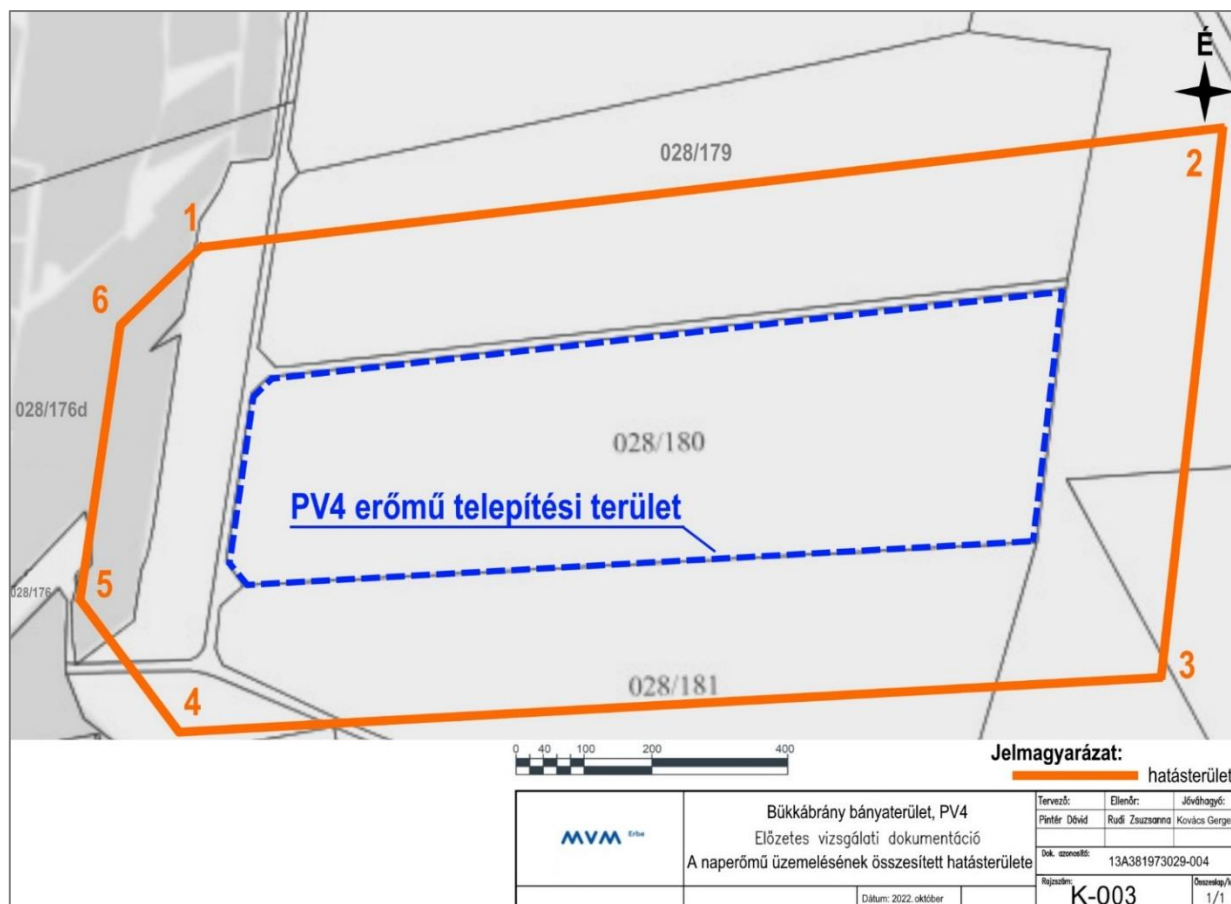 É
028/179
2
1
6
028/176d
028/180
PV4 erőmű telepítési terület
5
028/176
3
4
028/181
0 40 100 200 400
Jelmagyarázat:
hatásterület
MVM Erbe
Bükkábrány bányaterület, PV4
Előzetes vizsgálati dokumentáció
A naperőmű üzemelésének összesített hatásterülete
Dátum: 2022. október
Tervező: Ellenőr: Jóváhagyó:
Pintér Dávid Rudi Zsuzsanna Kovács Gerge
Dok. azonosító:
13A381973029-004
Rajzszám:
K-003
1/1